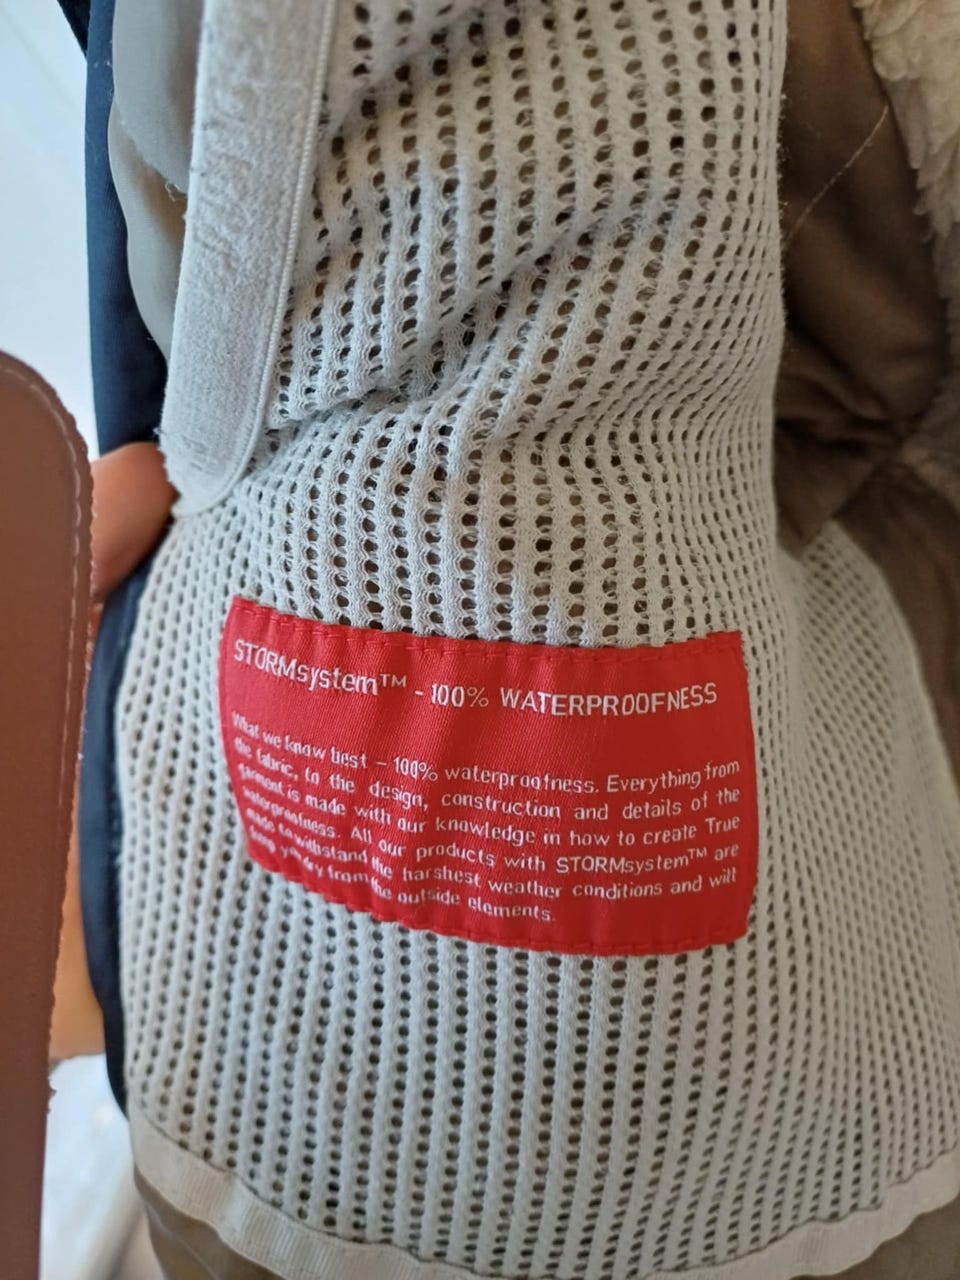 STORMsystem™ - 100% WATERPROOFNESS
What we know best – 100% waterproofness. Everything from
the fabric, to the design, construction and details of the
garment is made with our knowledge in how to create True
waterproofness. All our products with STORMsystem™ are
made to withstand the harshest weather conditions and will
keep you dry from the outside elements.